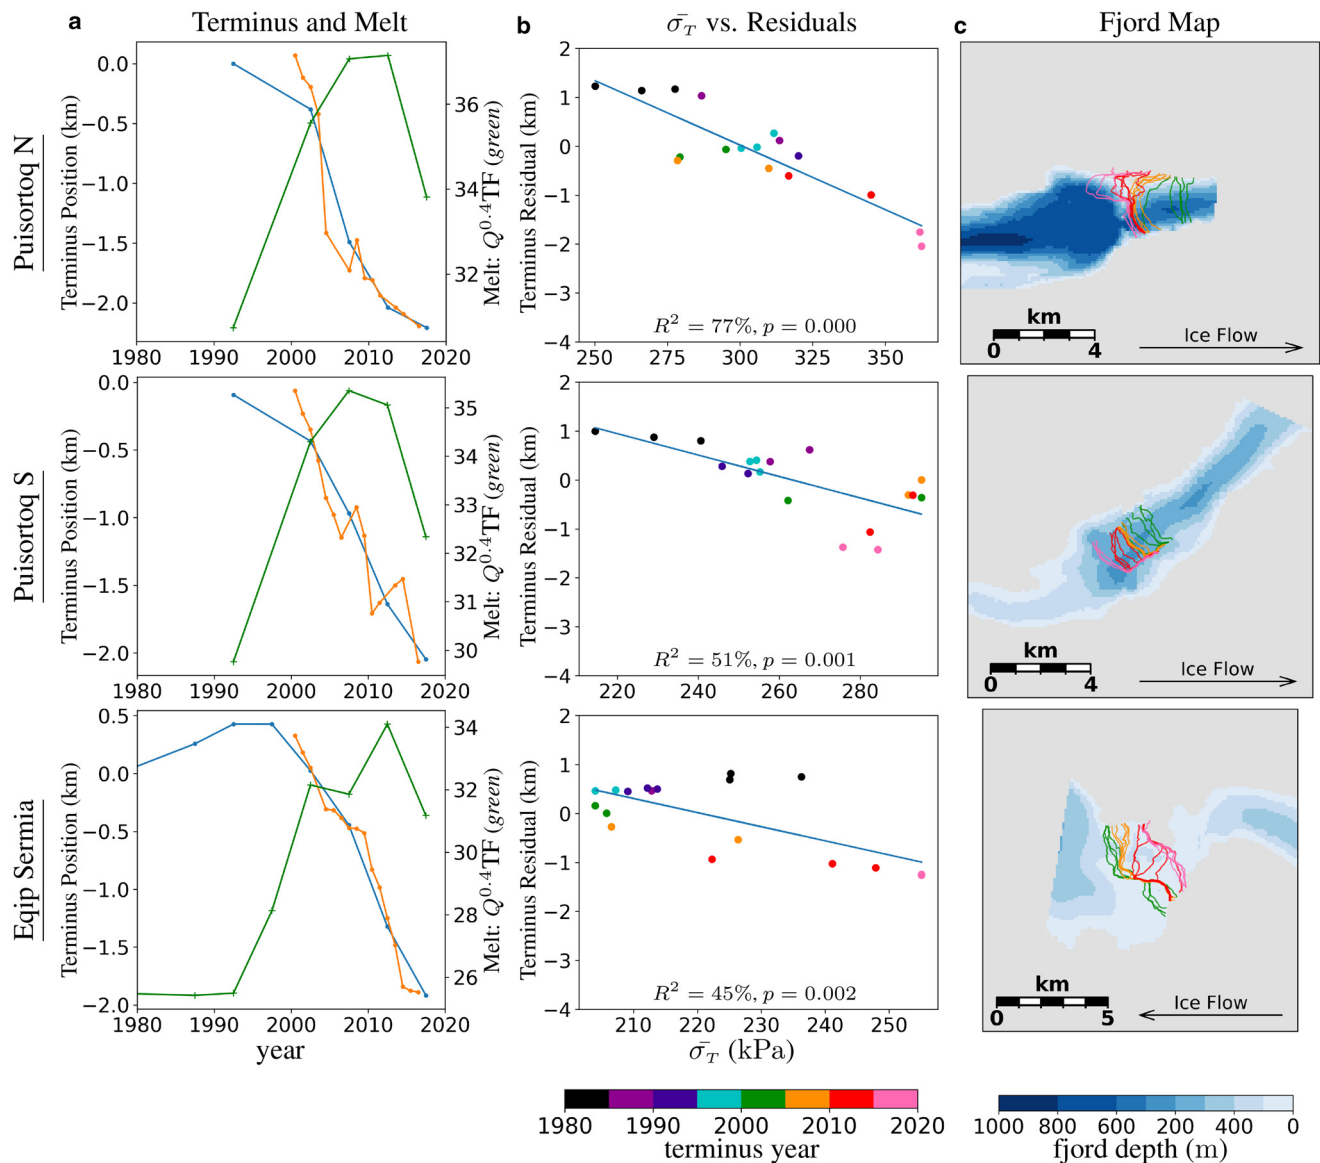 a Terminus and Melt
b σ̄_T vs. Residuals
c Fjord Map
Puisortoq N
Terminus Position (km)
0.0
−0.5
−1.0
−1.5
−2.0
1980 1990 2000 2010 2020
36
34
32
Melt: Q^0.4TF (green)
Terminus Residual (km)
2
1
0
−1
−2
−3
−4
R² = 77%, p = 0.000
250 275 300 325 350
km
0 4
Ice Flow
Puisortoq S
Terminus Position (km)
0.0
−0.5
−1.0
−1.5
−2.0
1980 1990 2000 2010 2020
35
34
33
32
31
30
Melt: Q^0.4TF (green)
Terminus Residual (km)
2
1
0
−1
−2
−3
−4
R² = 51%, p = 0.001
220 240 260 280
km
0 4
Ice Flow
Eqip Sermia
Terminus Position (km)
0.5
0.0
−0.5
−1.0
−1.5
−2.0
1980 1990 2000 2010 2020
year
34
32
30
28
26
Melt: Q^0.4TF (green)
Terminus Residual (km)
2
1
0
−1
−2
−3
−4
R² = 45%, p = 0.002
210 220 230 240 250
σ̄_T (kPa)
km
0 5
Ice Flow
1980 1990 2000 2010 2020
terminus year
1000 800 600 400 200 0
fjord depth (m)